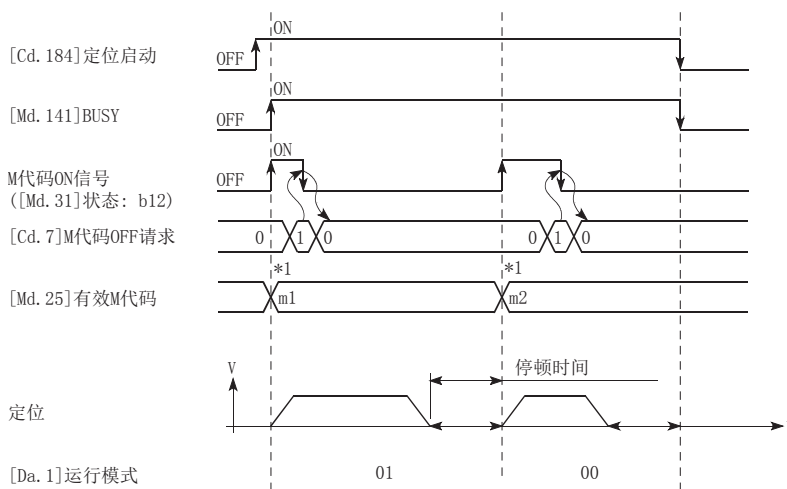 ON
[Cd.184]定位启动
OFF
ON
[Md.141]BUSY
OFF
ON
M代码ON信号
([Md.31]状态: b12)
OFF
[Cd.7]M代码OFF请求
0 1 0 0 1 0
*1 *1
[Md.25]有效M代码
m1 m2
V
停顿时间
定位
[Da.1]运行模式
01 00